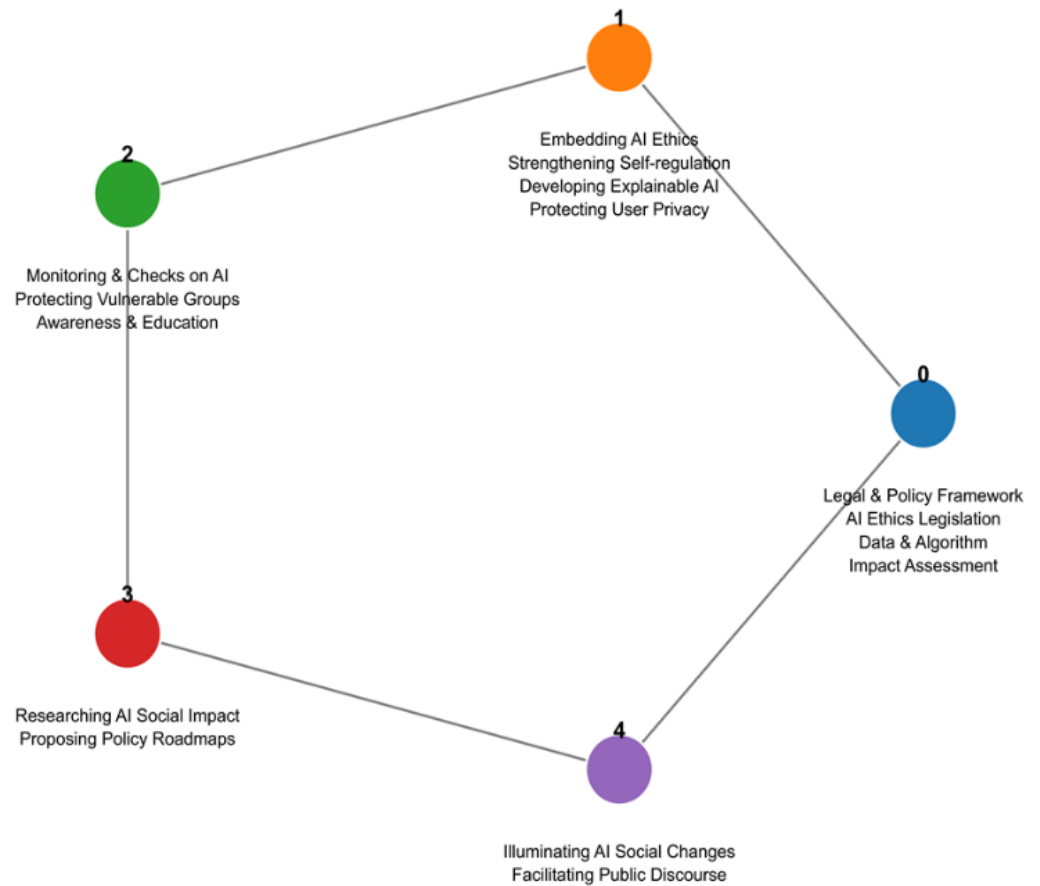 1
Embedding AI Ethics
Strengthening Self-regulation
Developing Explainable AI
Protecting User Privacy
2
Monitoring & Checks on AI
Protecting Vulnerable Groups
Awareness & Education
0
Legal & Policy Framework
AI Ethics Legislation
Data & Algorithm
Impact Assessment
3
Researching AI Social Impact
Proposing Policy Roadmaps
4
Illuminating AI Social Changes
Facilitating Public Discourse